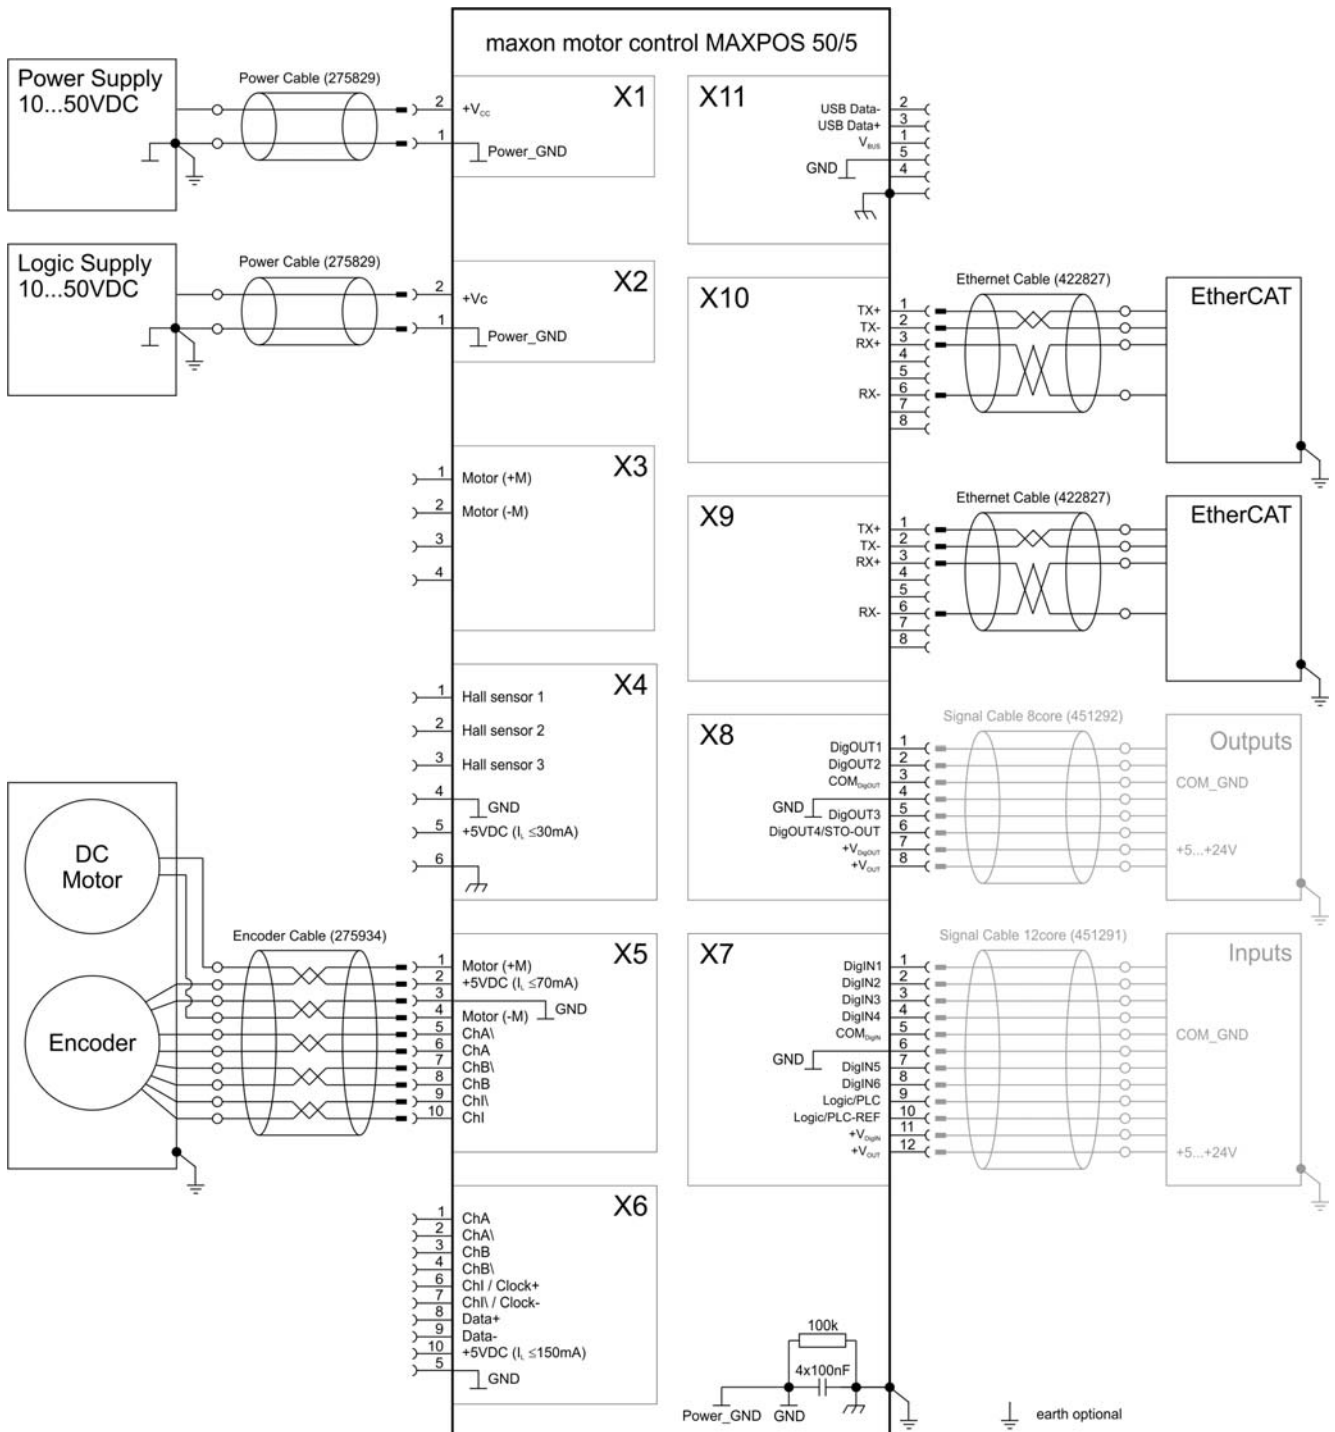 maxon motor control MAXPOS 50/5
Power Supply
10...50VDC
Power Cable (275829)
2
1
+Vcc
Power_GND
X1
Logic Supply
10...50VDC
Power Cable (275829)
2
1
+Vc
Power_GND
X2
X3
1 Motor (+M)
2 Motor (-M)
3
4
X4
1 Hall sensor 1
2 Hall sensor 2
3 Hall sensor 3
4 GND
5 +5VDC (IL ≤30mA)
6
DC
Motor
Encoder
Encoder Cable (275934)
X5
1 Motor (+M)
2 +5VDC (IL ≤70mA)
3 GND
4 Motor (-M)
5 ChA\
6 ChA
7 ChB\
8 ChB
9 ChI\
10 ChI
X6
1 ChA
2 ChA\
3 ChB
4 ChB\
6 ChI / Clock+
7 ChI\ / Clock-
8 Data+
9 Data-
10 +5VDC (IL ≤150mA)
5 GND
X11
USB Data- 2
USB Data+ 3
VBUS 1
GND 5
4
X10
TX+ 1
TX- 2
RX+ 3
4
5
RX- 6
7
8
Ethernet Cable (422827)
EtherCAT
X9
TX+ 1
TX- 2
RX+ 3
4
5
RX- 6
7
8
Ethernet Cable (422827)
EtherCAT
X8
DigOUT1 1
DigOUT2 2
COMDigOUT 3
GND 4
DigOUT3 5
DigOUT4/STO-OUT 6
+VDigOUT 7
+VOUT 8
Signal Cable 8core (451292)
Outputs
COM_GND
+5...+24V
X7
DigIN1 1
DigIN2 2
DigIN3 3
DigIN4 4
COMDigIN 5
GND 6
DigIN5 7
DigIN6 8
Logic/PLC 9
Logic/PLC-REF 10
+VDigIN 11
+VOUT 12
Signal Cable 12core (451291)
Inputs
COM_GND
+5...+24V
100k
4x100nF
Power_GND GND
earth optional